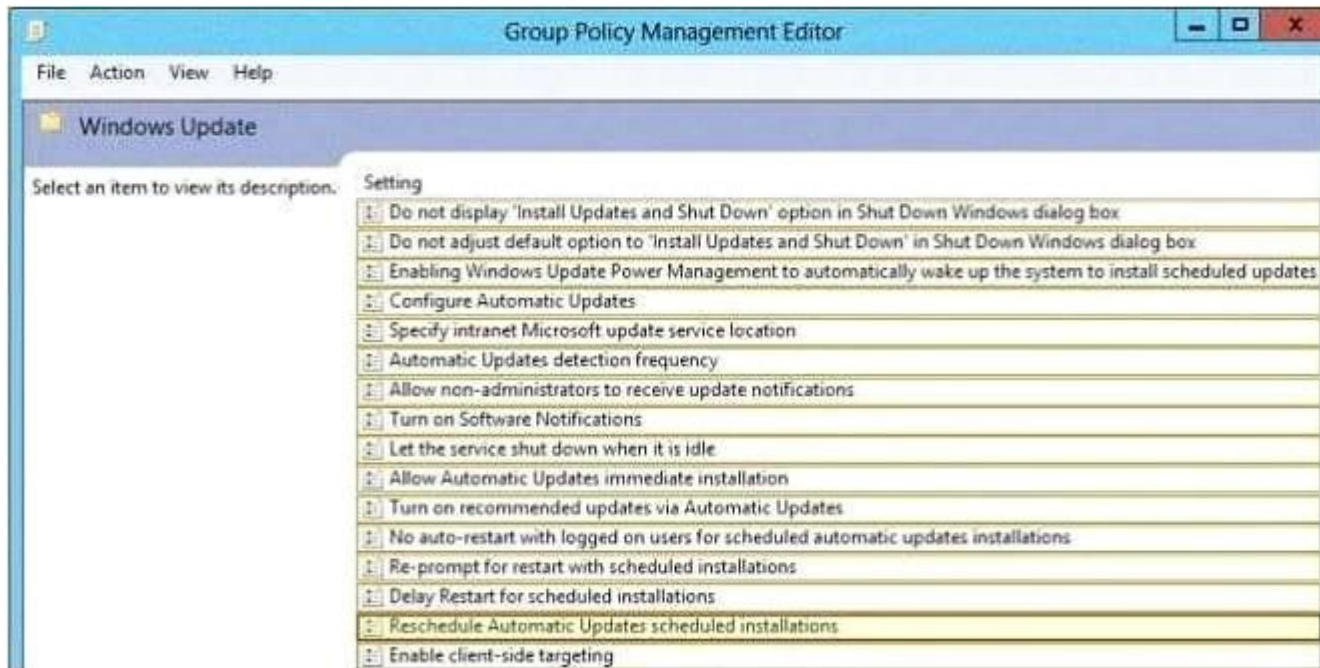 Group Policy Management Editor
File Action View Help
Windows Update
Select an item to view its description.
Setting
Do not display 'Install Updates and Shut Down' option in Shut Down Windows dialog box
Do not adjust default option to 'Install Updates and Shut Down' in Shut Down Windows dialog box
Enabling Windows Update Power Management to automatically wake up the system to install scheduled updates
Configure Automatic Updates
Specify intranet Microsoft update service location
Automatic Updates detection frequency
Allow non-administrators to receive update notifications
Turn on Software Notifications
Let the service shut down when it is idle
Allow Automatic Updates immediate installation
Turn on recommended updates via Automatic Updates
No auto-restart with logged on users for scheduled automatic updates installations
Re-prompt for restart with scheduled installations
Delay Restart for scheduled installations
Reschedule Automatic Updates scheduled installations
Enable client-side targeting